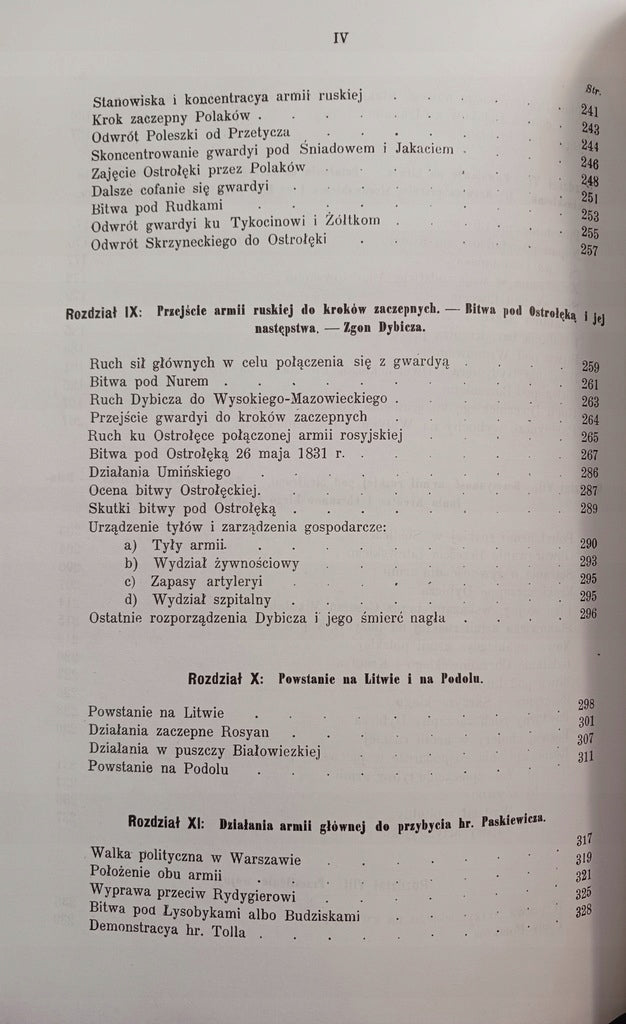 IV
Str.
Stanowiska i koncentracya armii ruskiej . . . . . 241
Krok zaczepny Polaków . . . . . . . 243
Odwrót Poleszki od Przetycza . . . . . . 244
Skoncentrowanie gwardyi pod Śniadowem i Jakaciem . . . 246
Zajęcie Ostrołęki przez Polaków . . . . . 248
Dalsze cofanie się gwardyi . . . . . . 251
Bitwa pod Rudkami . . . . . . . 253
Odwrót gwardyi ku Tykocinowi i Żółtkom . . . . 255
Odwrót Skrzyneckiego do Ostrołęki . . . . . 257
Rozdział IX: Przejście armii ruskiej do kroków zaczepnych. — Bitwa pod Ostrołęką i jej
następstwa. — Zgon Dybicza.
Ruch sił głównych w celu połączenia się z gwardyą . . . . 259
Bitwa pod Nurem . . . . . . . . 261
Ruch Dybicza do Wysokiego-Mazowieckiego . . . . . 263
Przejście gwardyi do kroków zaczepnych . . . . . 264
Ruch ku Ostrołęce połączonej armii rosyjskiej . . . . 265
Bitwa pod Ostrołęką 26 maja 1831 r. . . . . . 267
Działania Umińskiego . . . . . . . 286
Ocena bitwy Ostrołęckiej. . . . . . . . 287
Skutki bitwy pod Ostrołęką . . . . . . . 289
Urządzenie tyłów i zarządzenia gospodarcze:
a) Tyły armii. . . . . . . . 290
b) Wydział żywnościowy . . . . . . 293
c) Zapasy artyleryi . . . . . . 295
d) Wydział szpitalny . . . . . . . 295
Ostatnie rozporządzenia Dybicza i jego śmierć nagła . . . . 296
Rozdział X: Powstanie na Litwie i na Podolu.
Powstanie na Litwie . . . . . . . 298
Działania zaczepne Rosyan . . . . . . . 301
Działania w puszczy Białowiezkiej . . . . . 307
Powstanie na Podolu . . . . . . . 311
Rozdział XI: Działania armii głównej do przybycia hr. Paskiewicza.
Walka polityczna w Warszawie . . . . . . 317
Położenie obu armii . . . . . . . 319
Wyprawa przeciw Rydygierowi . . . . . . 321
Bitwa pod Łysobykami albo Budziskami . . . . . 325
Demonstracya hr. Tolla . . . . . . . 328